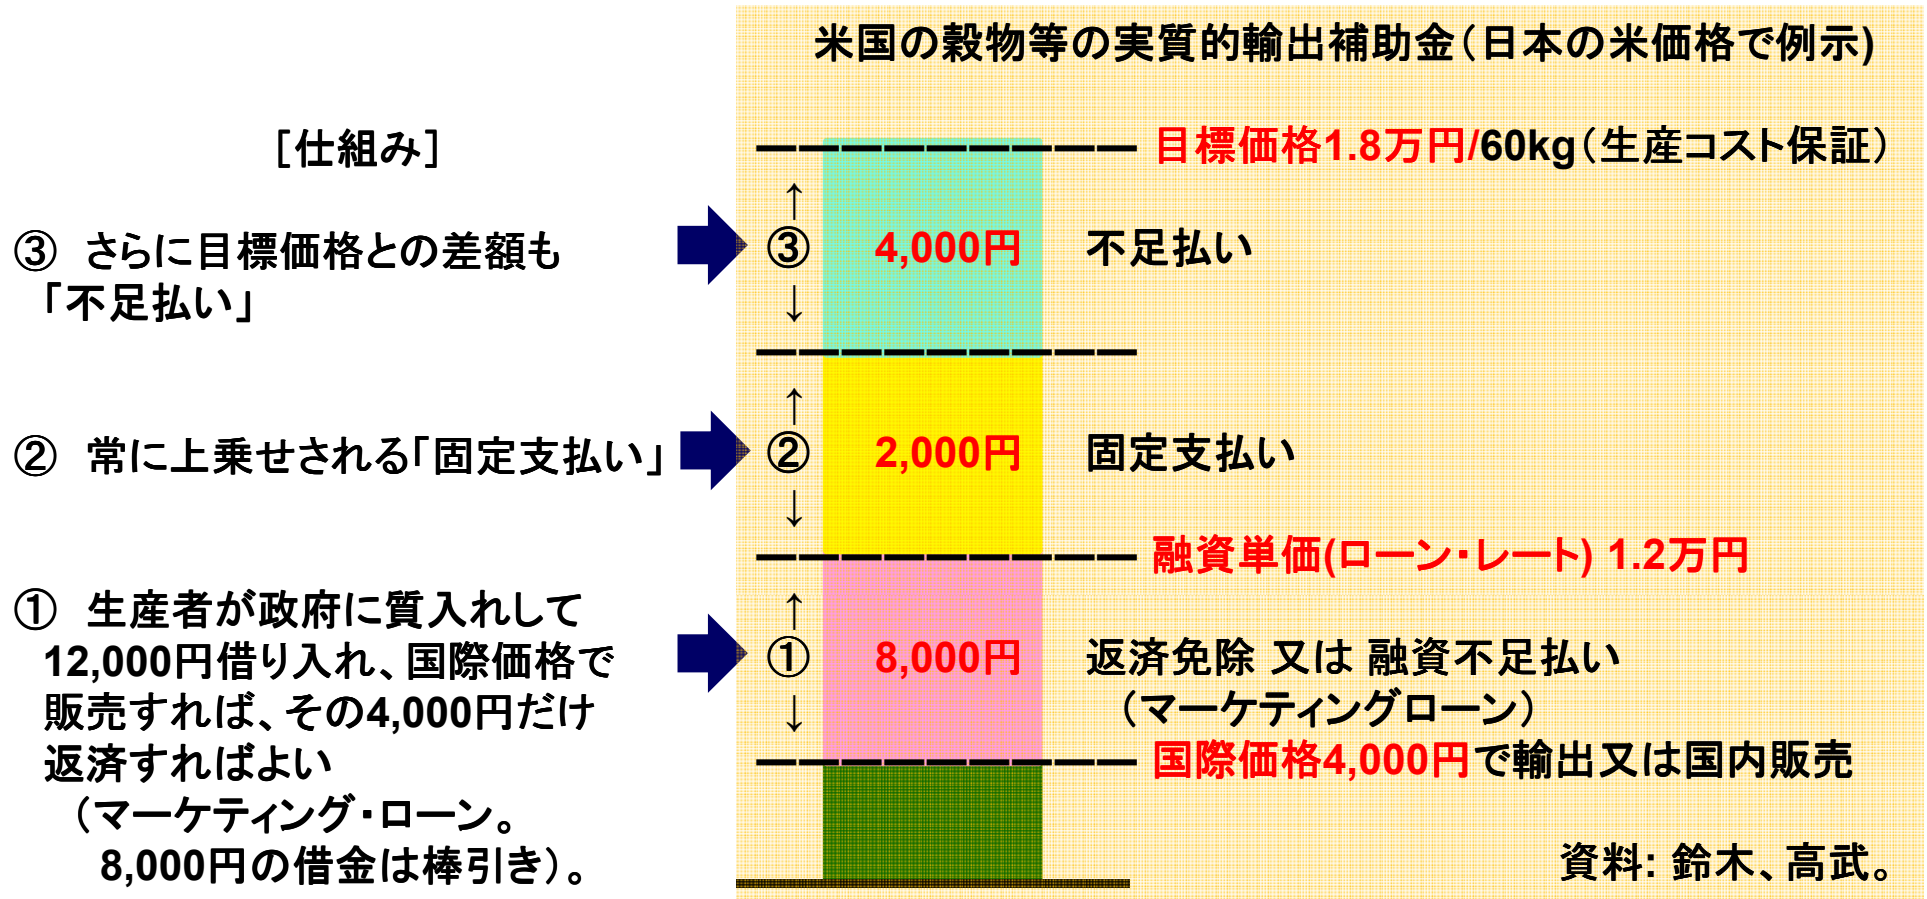 米国の穀物等の実質的輸出補助金（日本の米価格で例示)
［仕組み］
③　さらに目標価格との差額も
「不足払い」
②　常に上乗せされる「固定支払い」
①　生産者が政府に質入れして
12,000円借り入れ、国際価格で
販売すれば、その4,000円だけ
返済すればよい
（マーケティング・ローン。
8,000円の借金は棒引き）。
目標価格1.8万円/60kg（生産コスト保証）
↑
③　4,000円　不足払い
↓
↑
②　2,000円　固定支払い
↓
融資単価(ローン・レート) 1.2万円
↑
①　8,000円　返済免除 又は 融資不足払い
（マーケティングローン）
↓
国際価格4,000円で輸出又は国内販売
資料: 鈴木、高武。